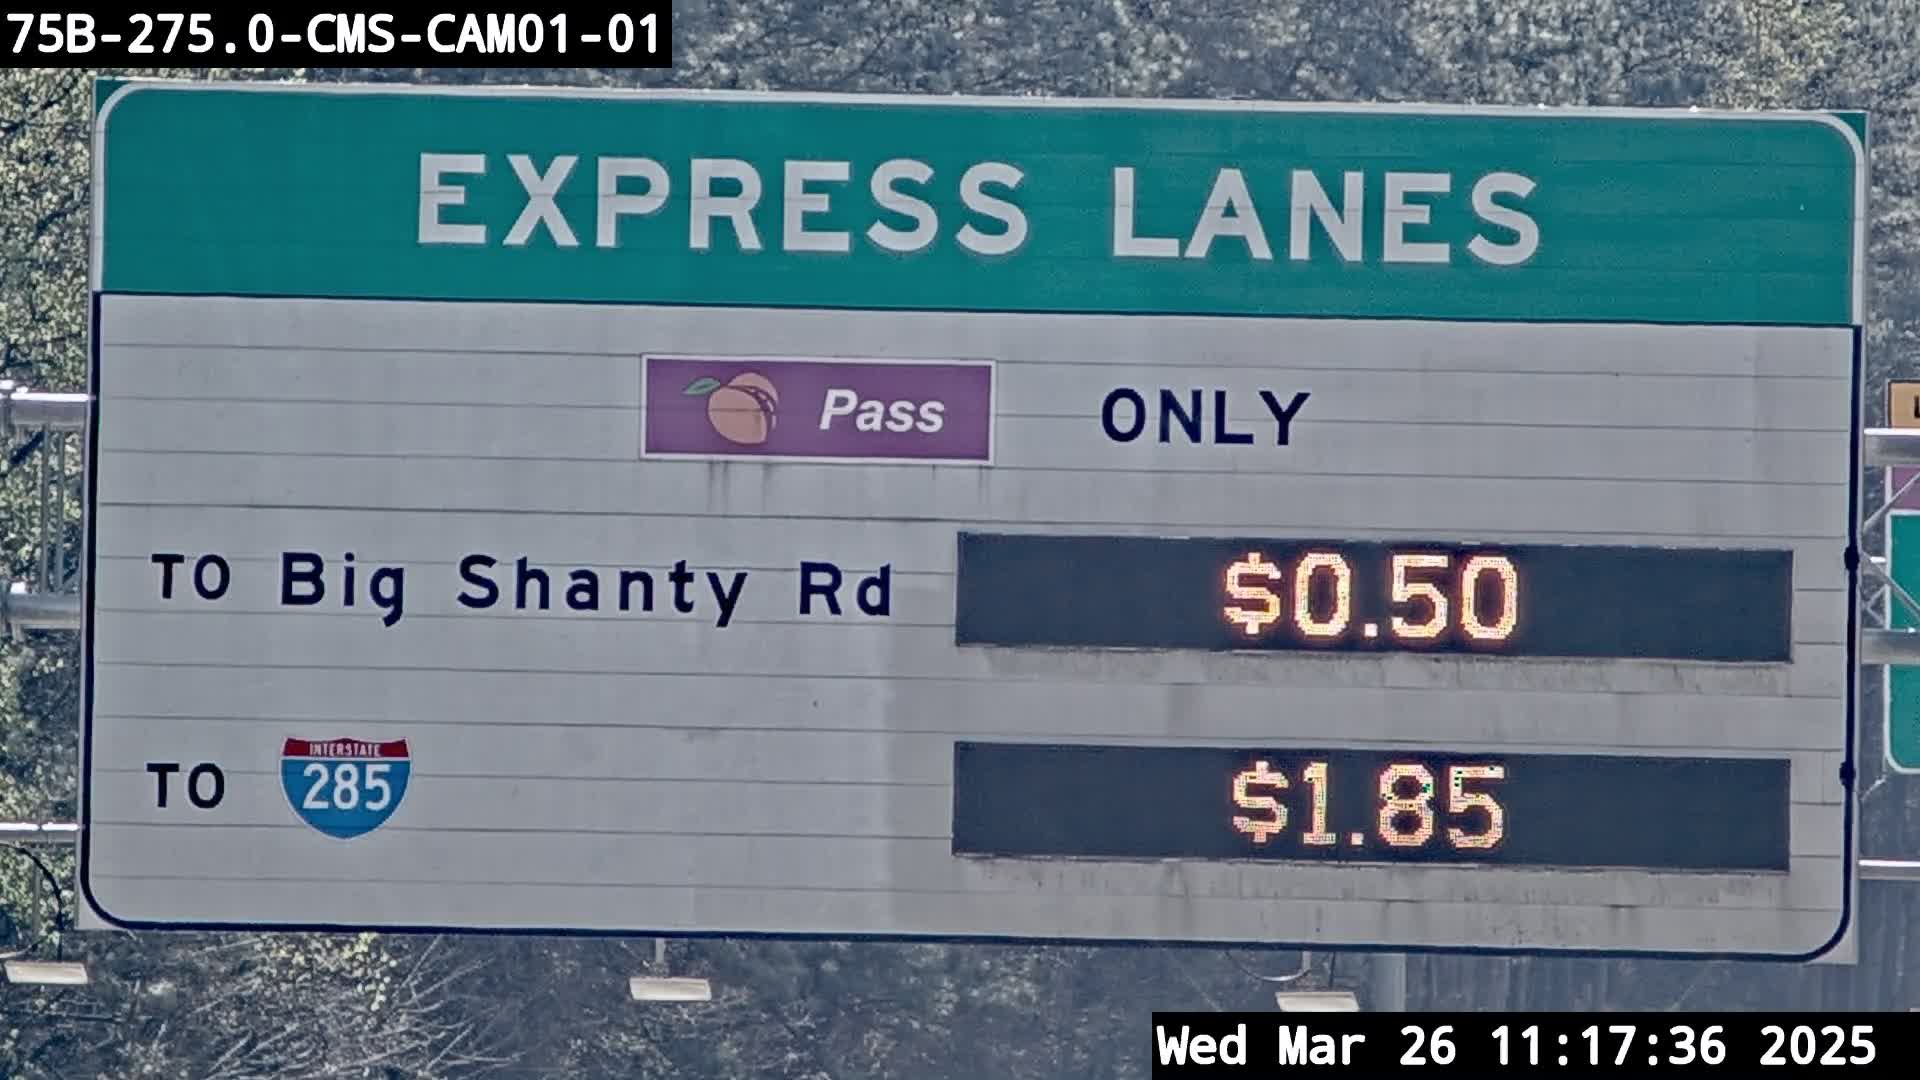 75B-275.0-CMS-CAM01-01
EXPRESS LANES
Pass ONLY
TO Big Shanty Rd $0.50
TO INTERSTATE 285 $1.85
Wed Mar 26 11:17:36 2025